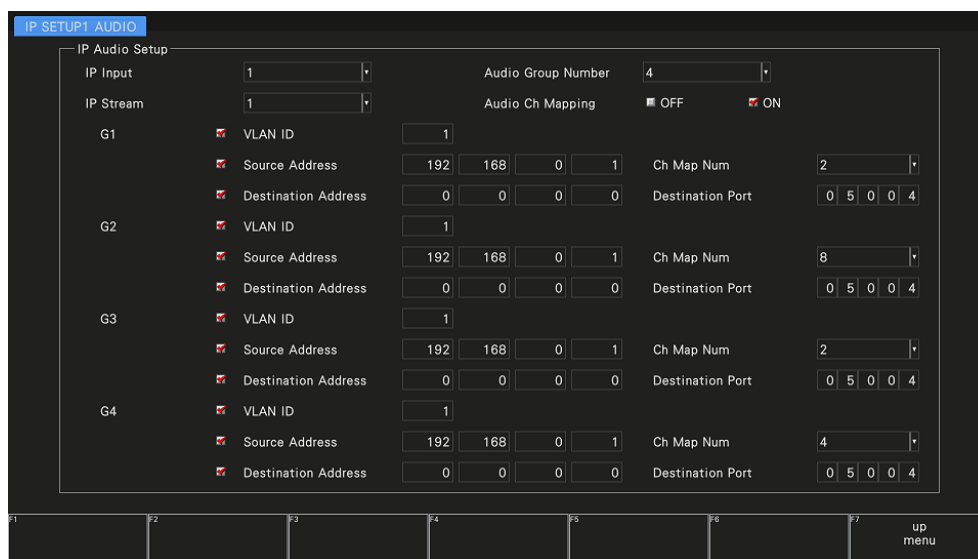 IP SETUP1 AUDIO
IP Audio Setup
IP Input 1 Audio Group Number 4
IP Stream 1 Audio Ch Mapping OFF ON
G1 VLAN ID 1
Source Address 192 168 0 1 Ch Map Num 2
Destination Address 0 0 0 0 Destination Port 0 5 0 0 4
G2 VLAN ID 1
Source Address 192 168 0 1 Ch Map Num 8
Destination Address 0 0 0 0 Destination Port 0 5 0 0 4
G3 VLAN ID 1
Source Address 192 168 0 1 Ch Map Num 2
Destination Address 0 0 0 0 Destination Port 0 5 0 0 4
G4 VLAN ID 1
Source Address 192 168 0 1 Ch Map Num 4
Destination Address 0 0 0 0 Destination Port 0 5 0 0 4
F1 F2 F3 F4 F5 F6 F7 up
menu